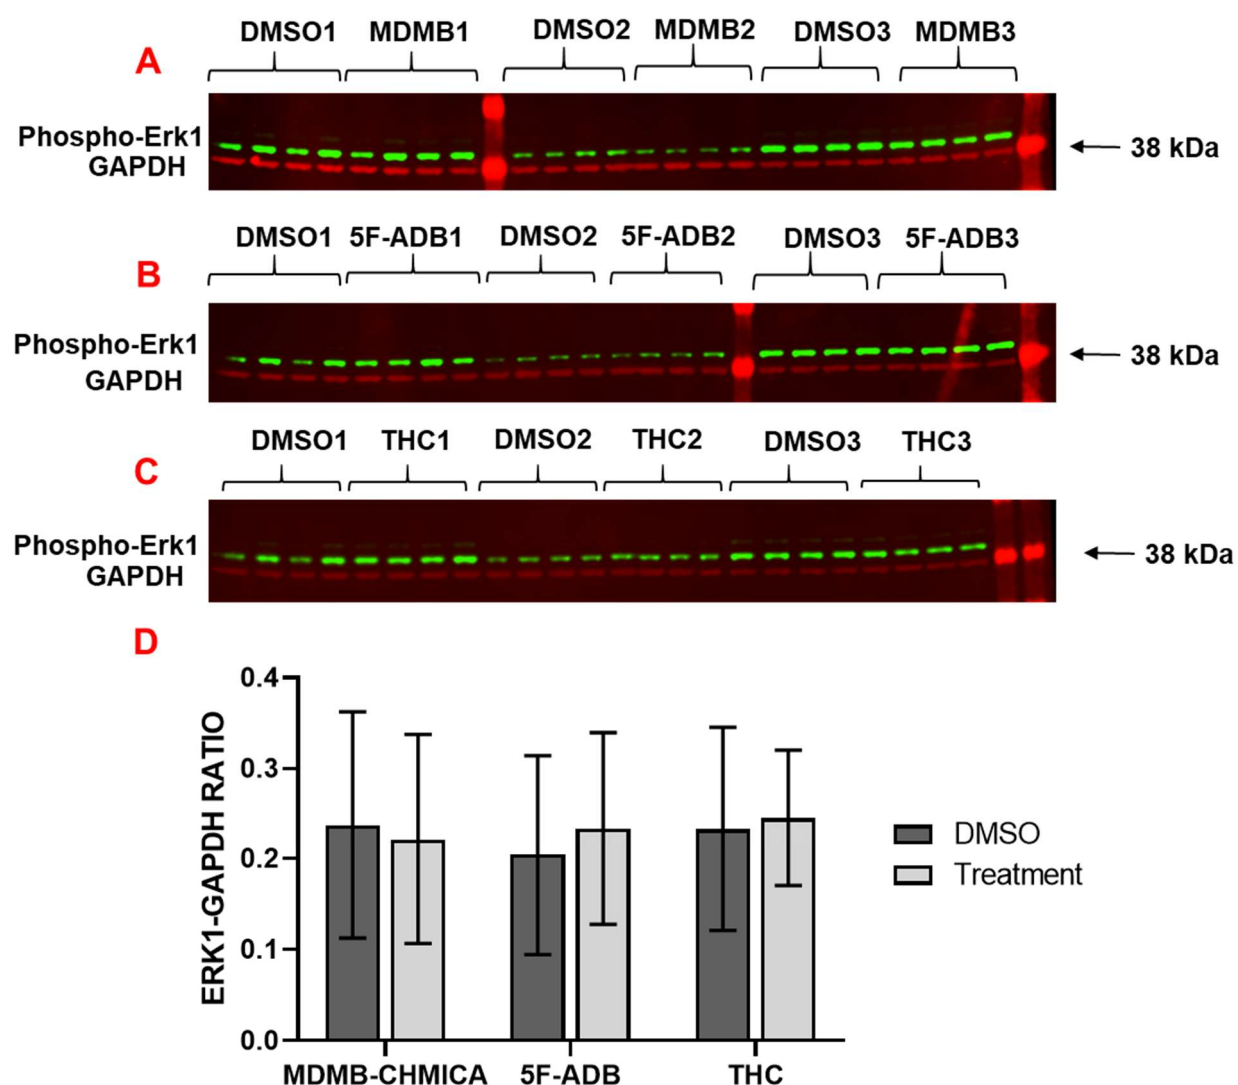 DMSO1 MDMB1 DMSO2 MDMB2 DMSO3 MDMB3
A
Phospho-Erk1
GAPDH
38 kDa
DMSO1 5F-ADB1 DMSO2 5F-ADB2 DMSO3 5F-ADB3
B
Phospho-Erk1
GAPDH
38 kDa
DMSO1 THC1 DMSO2 THC2 DMSO3 THC3
C
Phospho-Erk1
GAPDH
38 kDa
D
ERK1-GAPDH RATIO
0.4
0.3
0.2
0.1
0.0
MDMB-CHMICA 5F-ADB THC
DMSO
Treatment